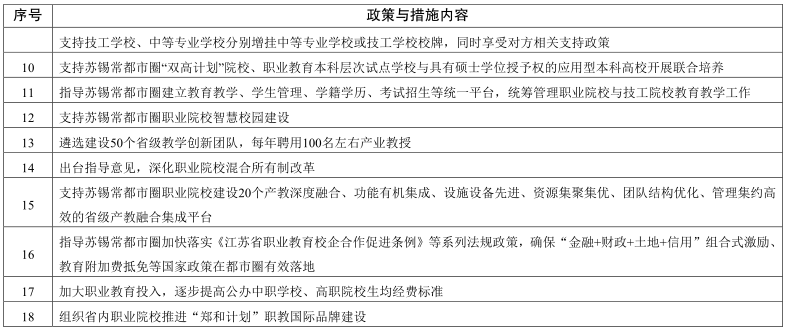 序号 政策与措施内容
支持技工学校、中等专业学校分别增挂中等专业学校或技工学校校牌，同时享受对方相关支持政策
10 支持苏锡常都市圈“双高计划”院校、职业教育本科层次试点学校与具有硕士学位授予权的应用型本科高校开展联合培养
11 指导苏锡常都市圈建立教育教学、学生管理、学籍学历、考试招生等统一平台，统筹管理职业院校与技工院校教育教学工作
12 支持苏锡常都市圈职业院校智慧校园建设
13 遴选建设50个省级教学创新团队，每年聘用100名左右产业教授
14 出台指导意见，深化职业院校混合所有制改革
15 支持苏锡常都市圈职业院校建设20个产教深度融合、功能有机集成、设施设备先进、资源集聚集优、团队结构优化、管理集约高
效的省级产教融合集成平台
16 指导苏锡常都市圈加快落实《江苏省职业教育校企合作促进条例》等系列法规政策，确保“金融+财政+土地+信用”组合式激励、
教育附加费抵免等国家政策在都市圈有效落地
17 加大职业教育投入，逐步提高公办中职学校、高职院校生均经费标准
18 组织省内职业院校推进“郑和计划”职教国际品牌建设